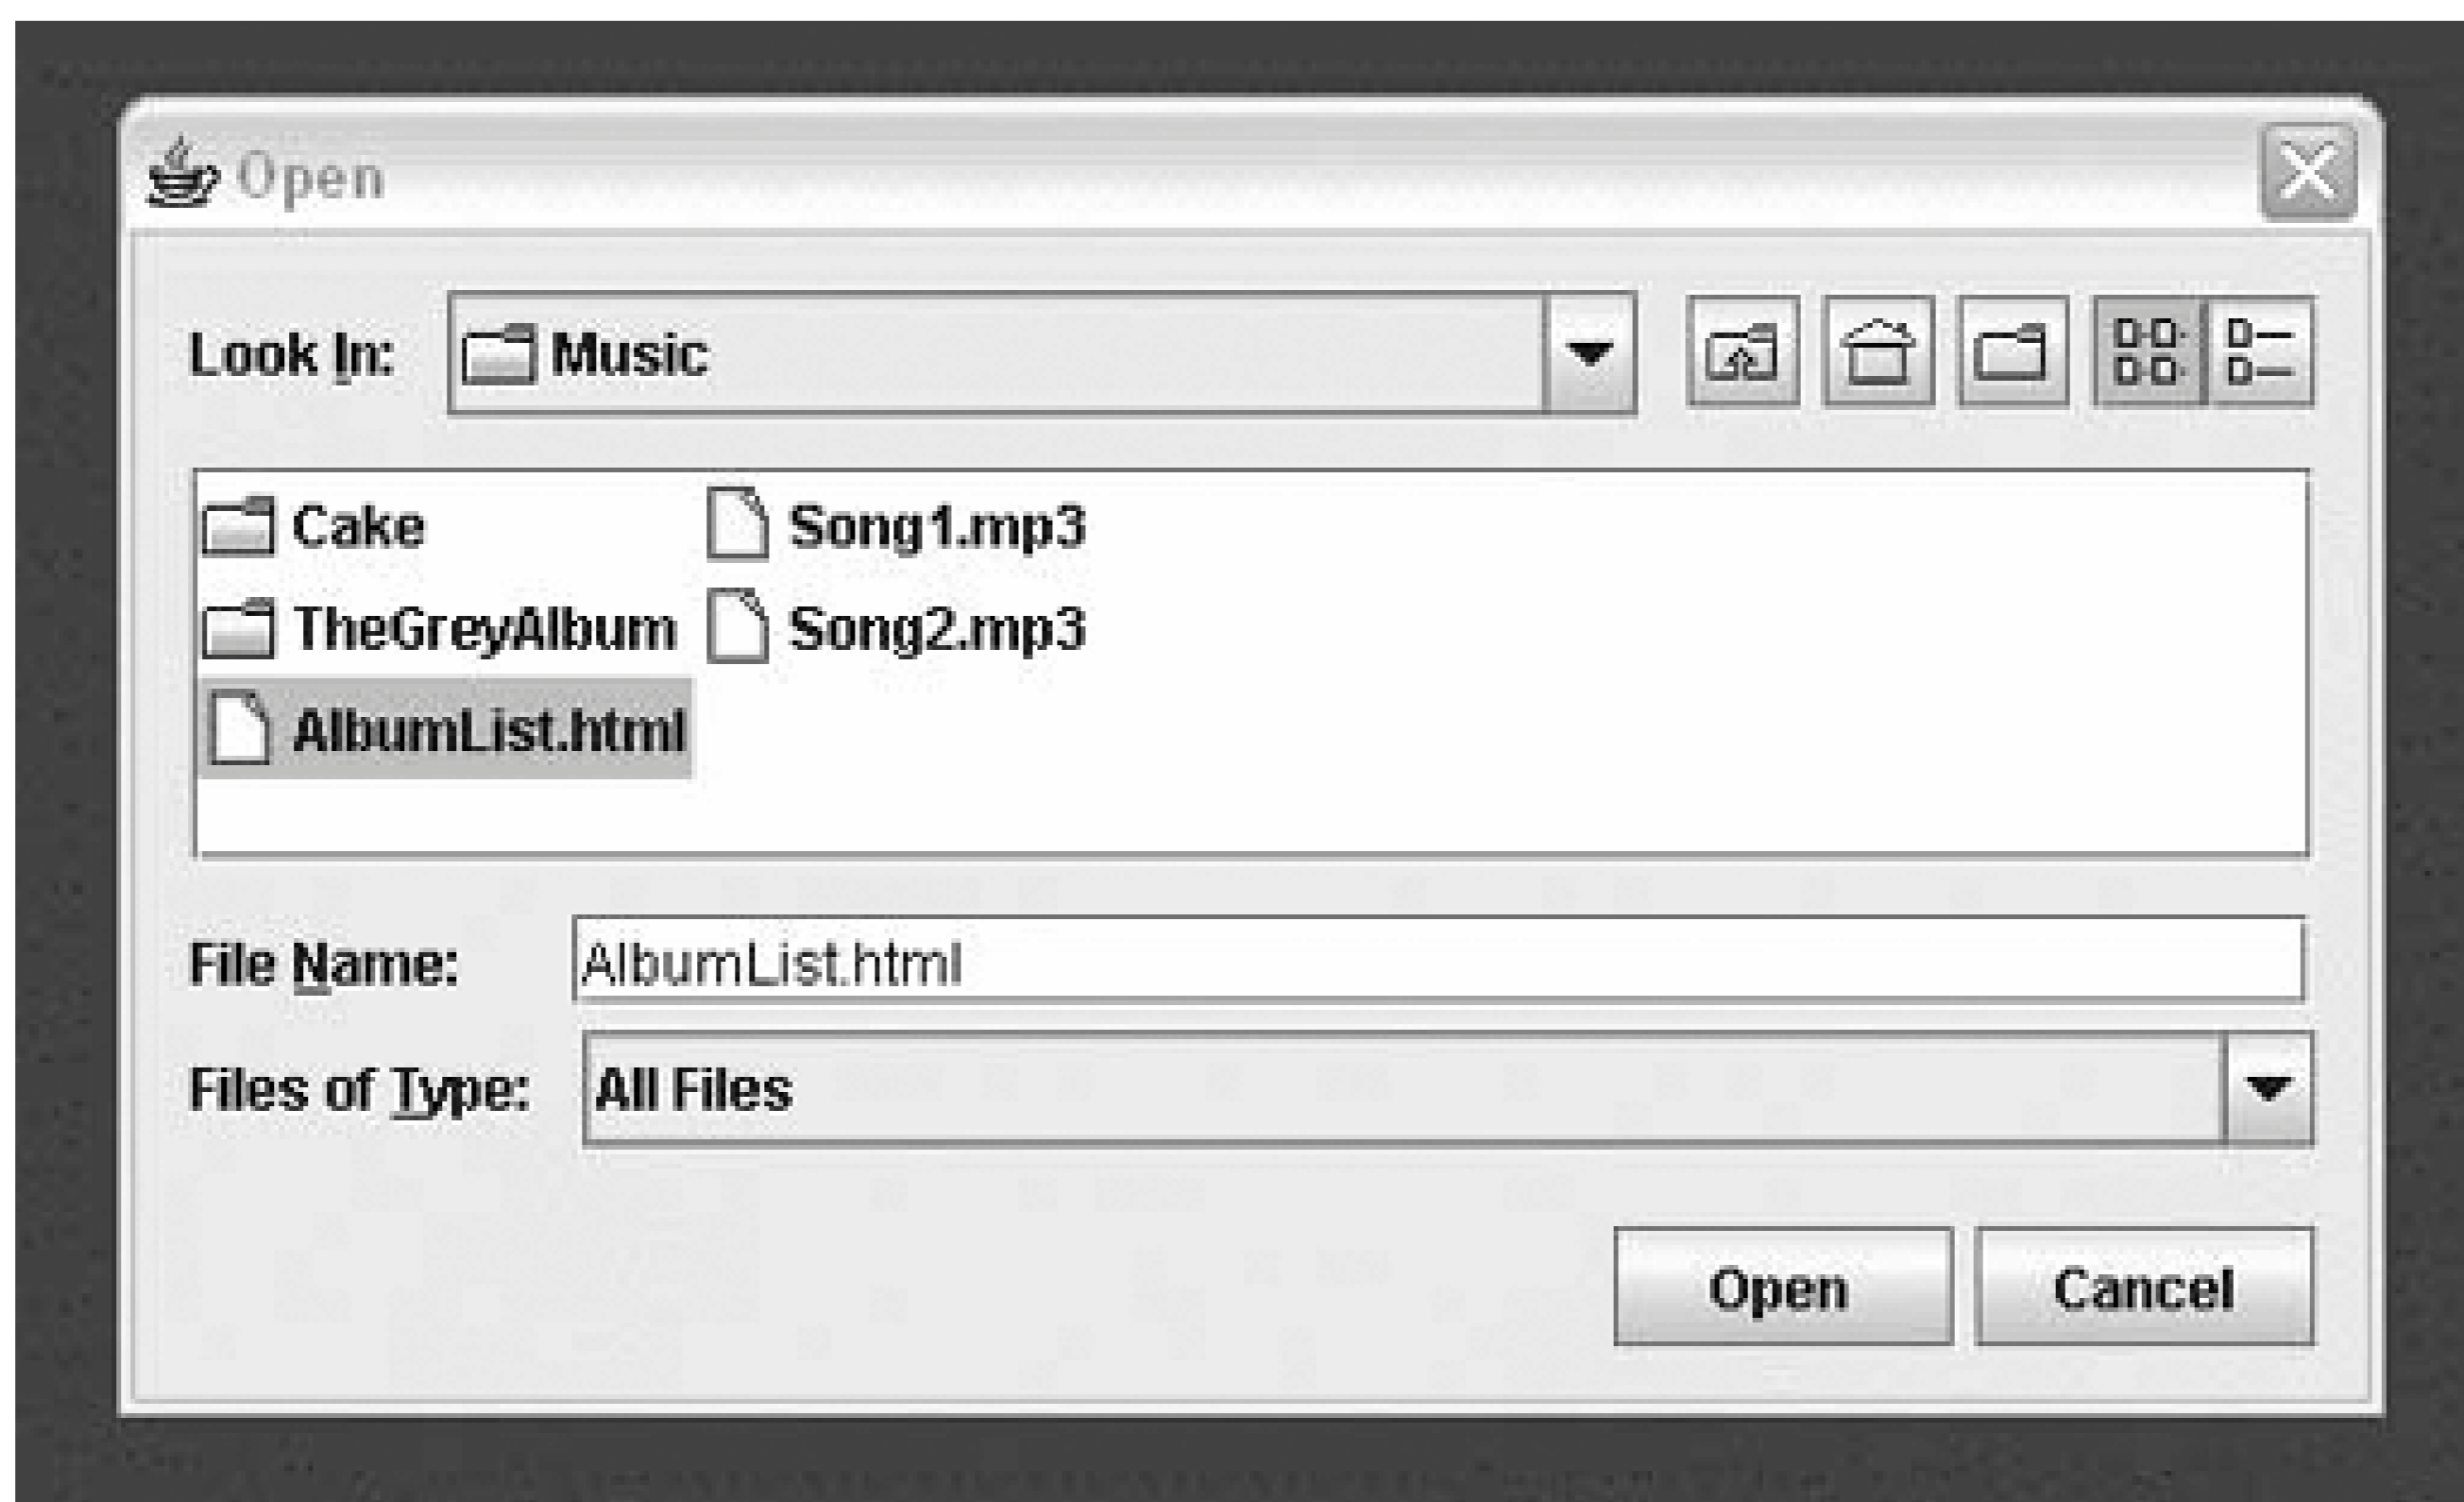 Open
Look In: Music
Cake Song1.mp3
TheGreyAlbum Song2.mp3
AlbumList.html
File Name: AlbumList.html
Files of Type: All Files
Open Cancel